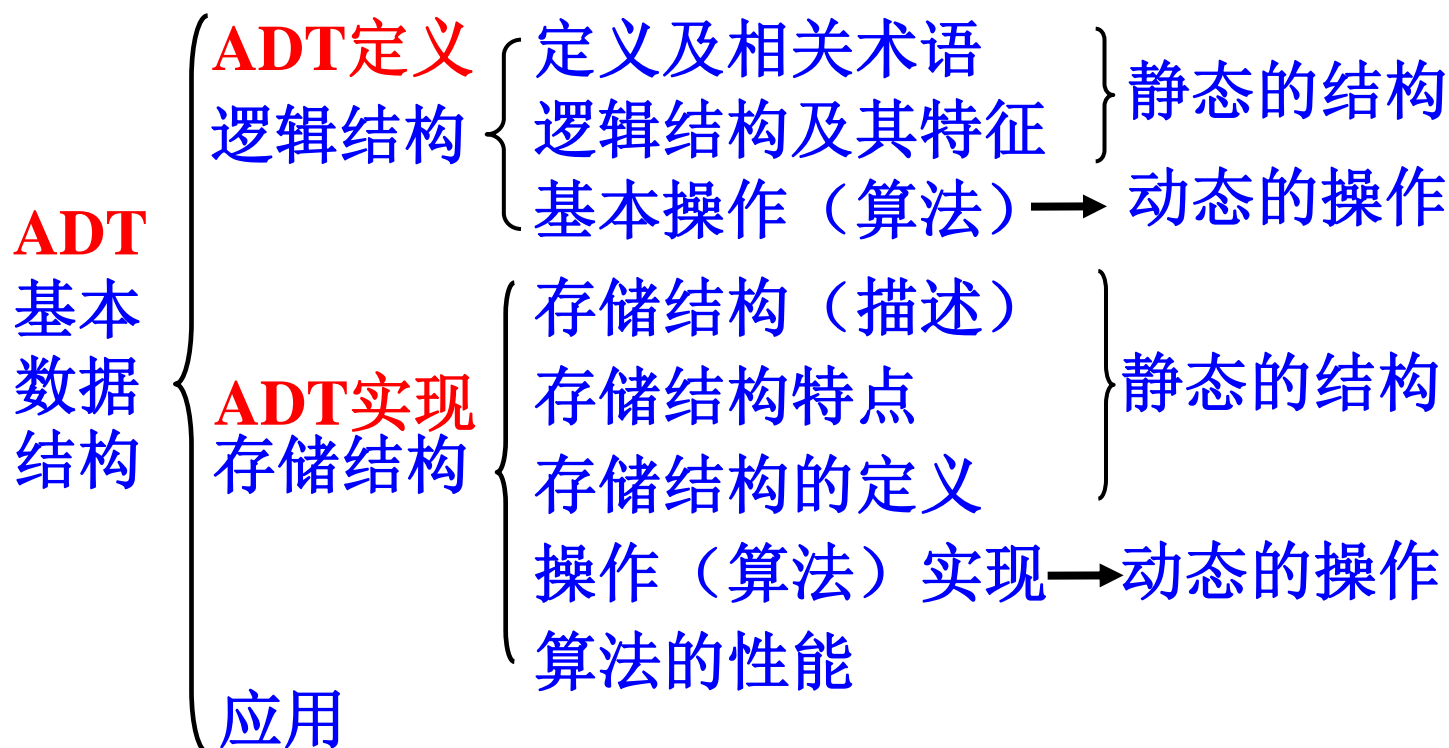 ADT
基本
数据
结构
ADT定义
逻辑结构
定义及相关术语
逻辑结构及其特征
基本操作（算法）
静态的结构
动态的操作
ADT实现
存储结构
存储结构（描述）
存储结构特点
存储结构的定义
操作（算法）实现
算法的性能
静态的结构
动态的操作
应用